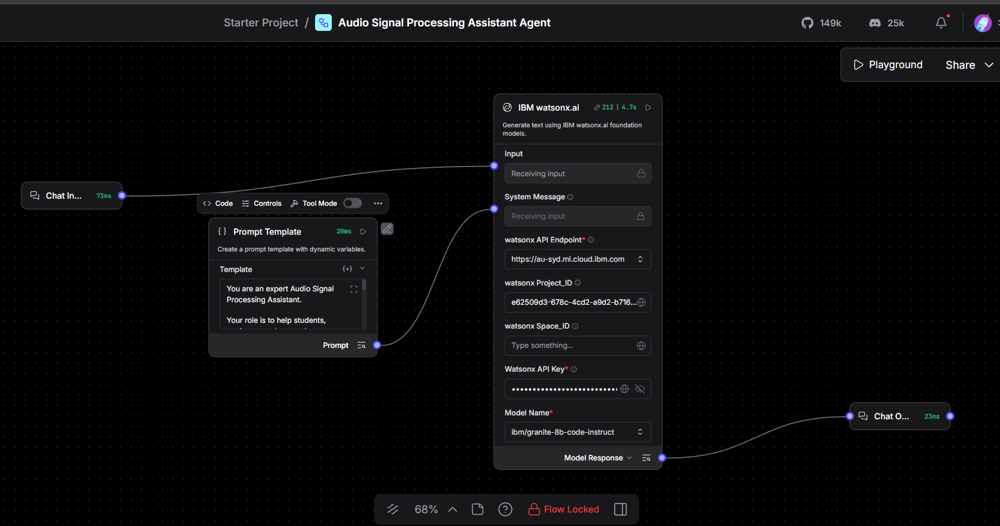 Starter Project / Audio Signal Processing Assistant Agent
149k
25k
Playground
Share
IBM watsonx.ai
212 | 4.7s
Generate text using IBM watsonx.ai foundation
models.
Input
Receiving input
System Message
Receiving input
watsonx API Endpoint*
https://au-syd.ml.cloud.ibm.com
watsonx Project_ID
e62509d3-678c-4cd2-a9d2-b716...
watsonx Space_ID
Type something...
Watsonx API Key*
Model Name*
ibm/granite-8b-code-instruct
Model Response
Chat In...
73ms
Code
Controls
Tool Mode
Prompt Template
20ms
Create a prompt template with dynamic variables.
Template
You are an expert Audio Signal
Processing Assistant.
Your role is to help students,
Prompt
Chat O...
23ms
68%
Flow Locked